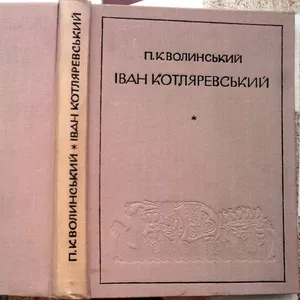 П. К. ВОЛИНСЬКИЙ * ІВАН КОТЛЯРЕВСЬКИЙ
П. К. ВОЛИНСЬКИЙ
ІВАН КОТЛЯРЕВСЬКИЙ
*